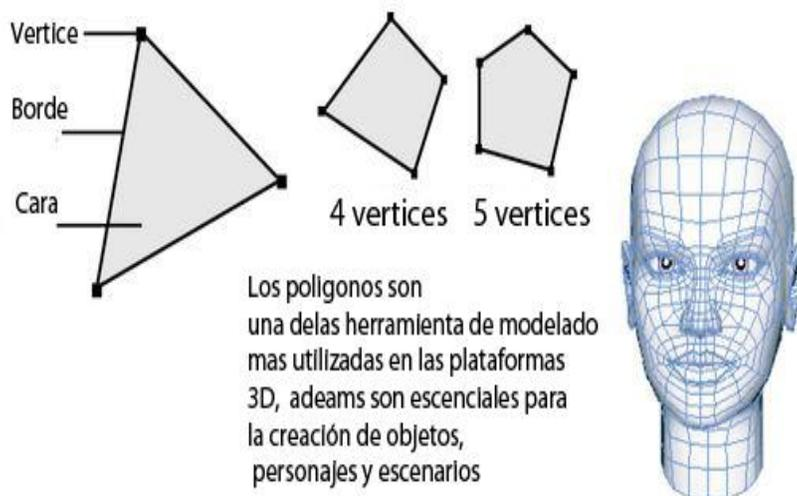 Vertice
Borde
Cara
4 vertices
5 vertices
Los poligonos son
una delas herramienta de modelado
mas utilizadas en las plataformas
3D, adeams son escenciales para
la creación de objetos,
personajes y escenarios